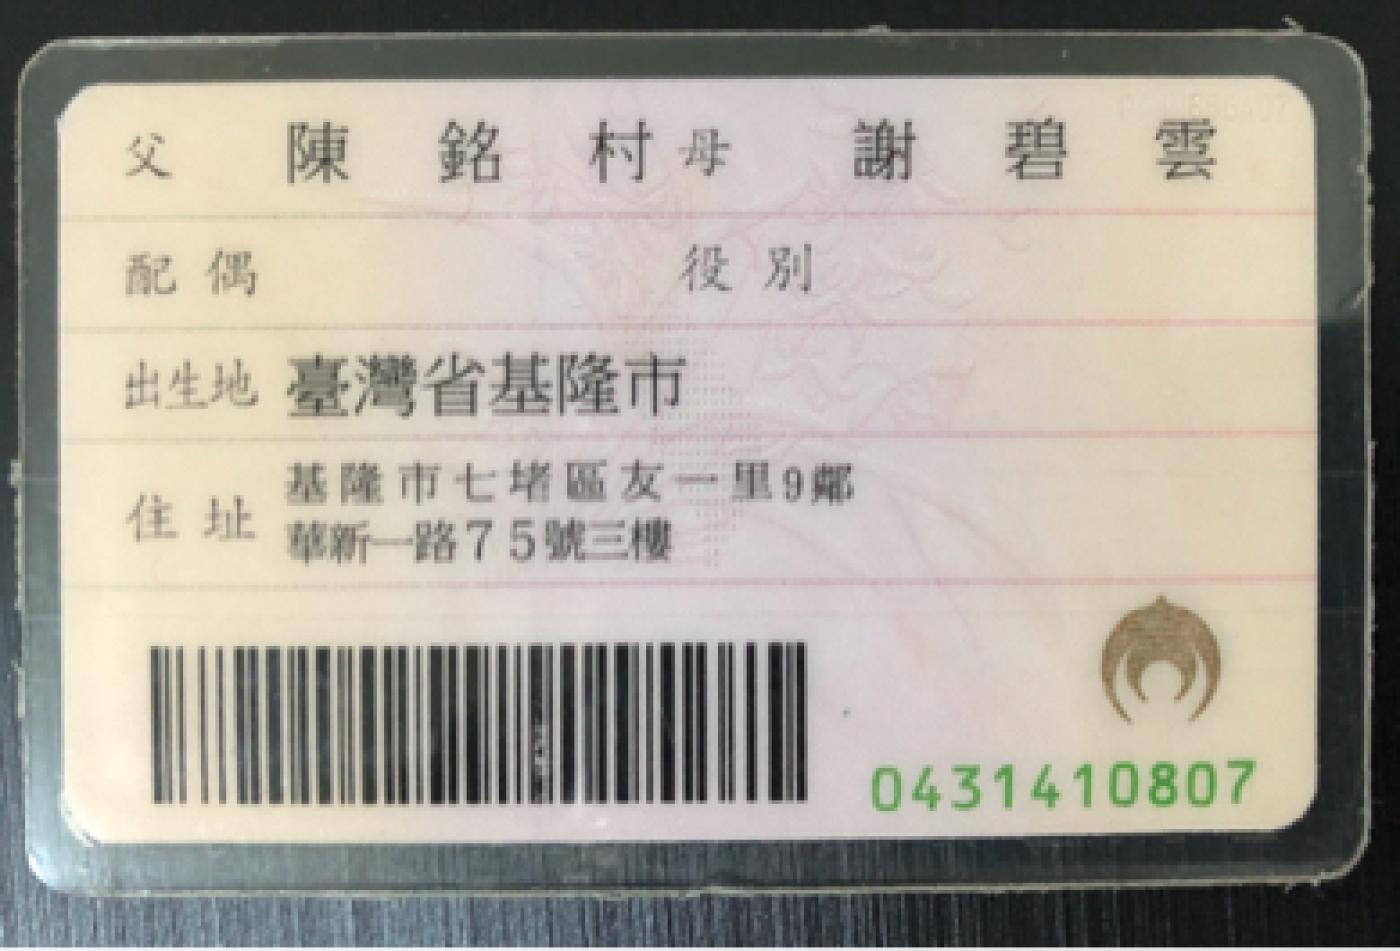 父 陳銘村 母 謝碧雲
配偶 役別
出生地 臺灣省基隆市
住址 基隆市七堵區友一里9鄰
華新一路75號三樓
0431410807